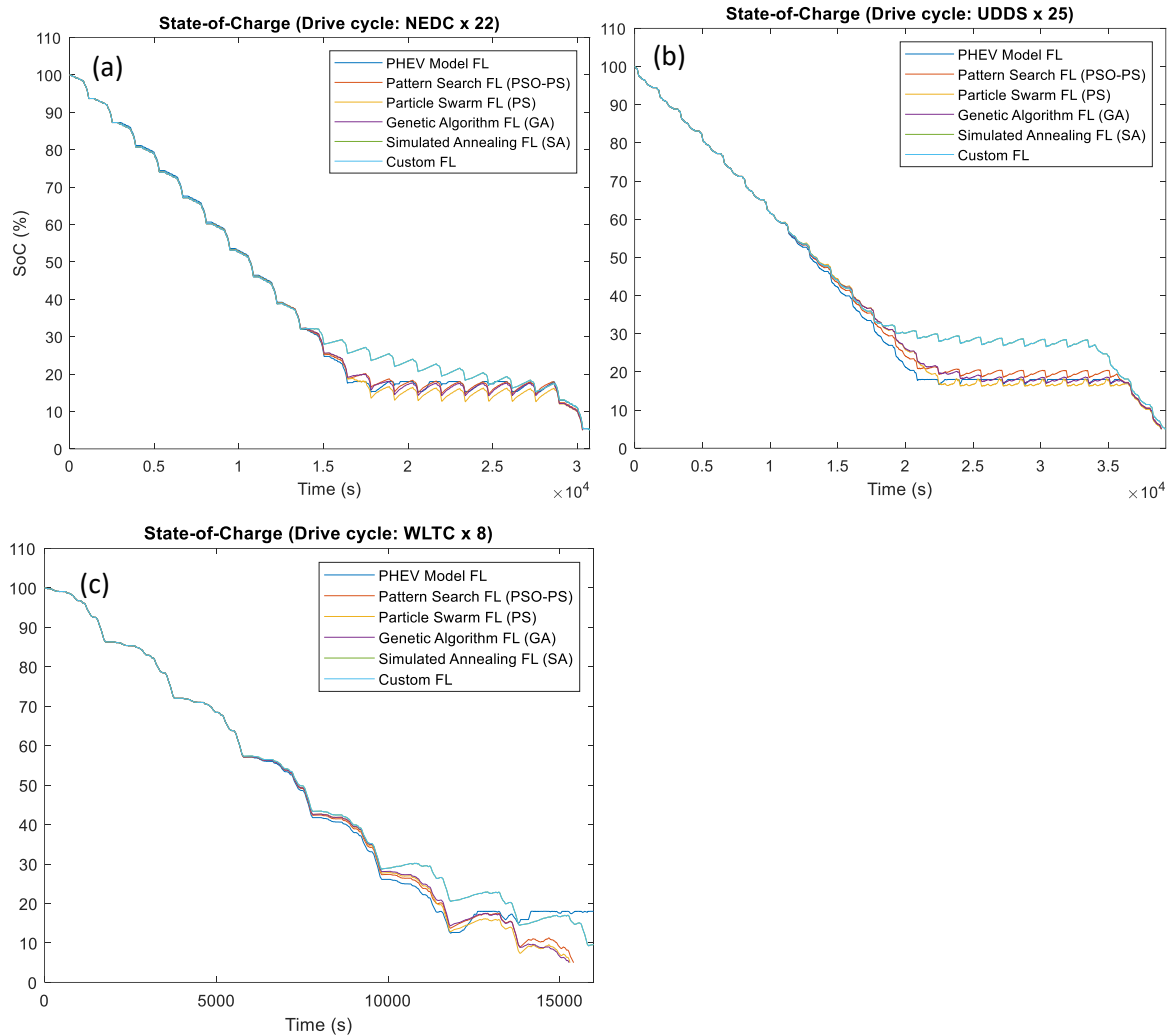 State-of-Charge (Drive cycle: NEDC x 22)
(a)
PHEV Model FL
Pattern Search FL (PSO-PS)
Particle Swarm FL (PS)
Genetic Algorithm FL (GA)
Simulated Annealing FL (SA)
Custom FL
SoC (%)
110
100
90
80
70
60
50
40
30
20
10
0
0 0.5 1 1.5 2 2.5 3
Time (s)
×10⁴
State-of-Charge (Drive cycle: UDDS x 25)
(b)
PHEV Model FL
Pattern Search FL (PSO-PS)
Particle Swarm FL (PS)
Genetic Algorithm FL (GA)
Simulated Annealing FL (SA)
Custom FL
110
100
90
80
70
60
50
40
30
20
10
0
0 0.5 1 1.5 2 2.5 3 3.5
Time (s)
×10⁴
State-of-Charge (Drive cycle: WLTC x 8)
(c)
PHEV Model FL
Pattern Search FL (PSO-PS)
Particle Swarm FL (PS)
Genetic Algorithm FL (GA)
Simulated Annealing FL (SA)
Custom FL
110
100
90
80
70
60
50
40
30
20
10
0
0 5000 10000 15000
Time (s)